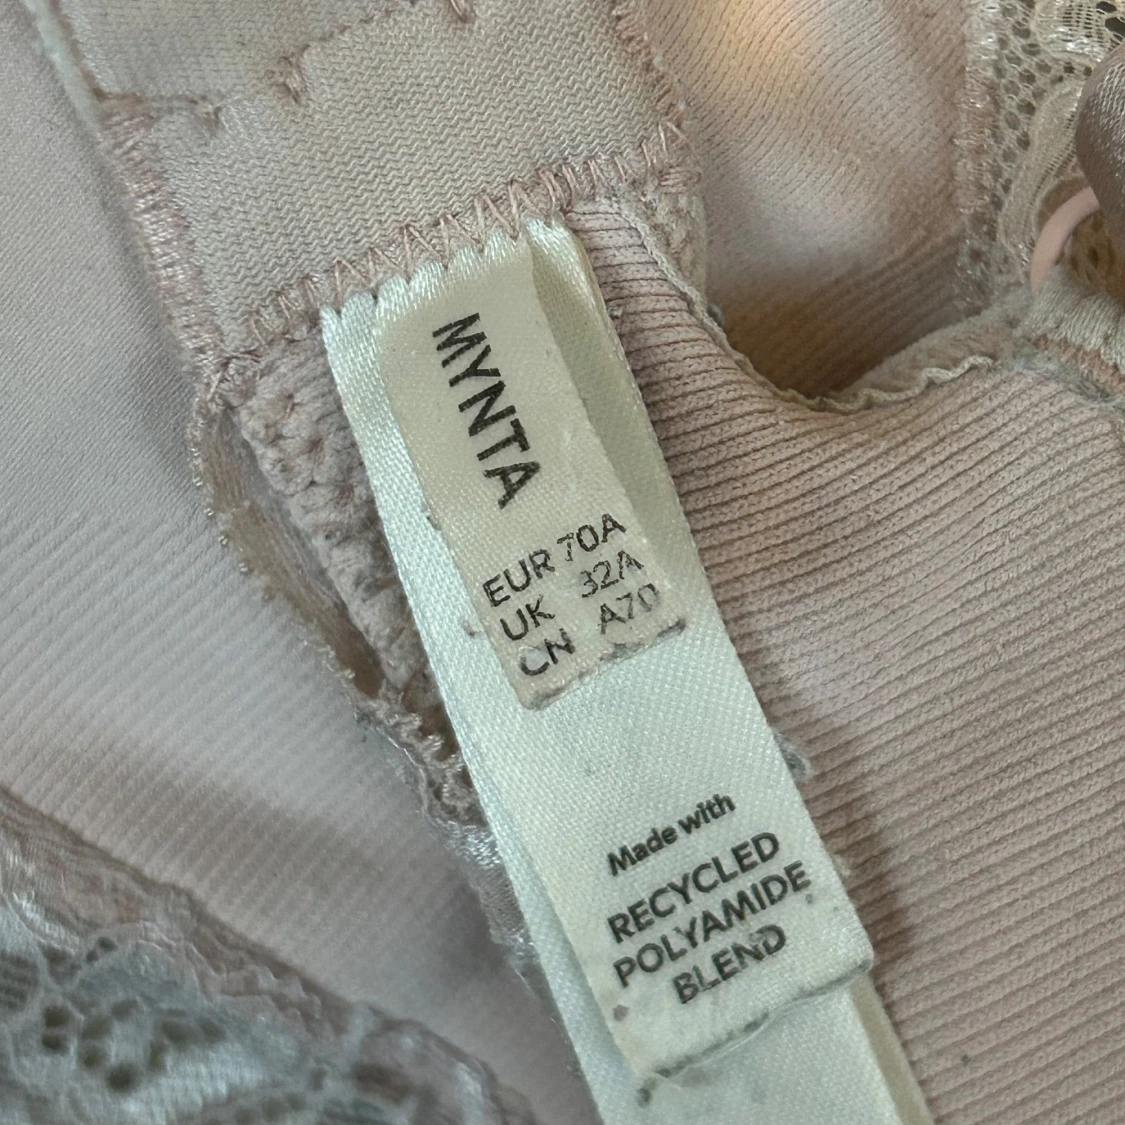 MYNTA
EUR 70A
UK 32A
CN A70
Made with
RECYCLED
POLYAMIDE
BLEND